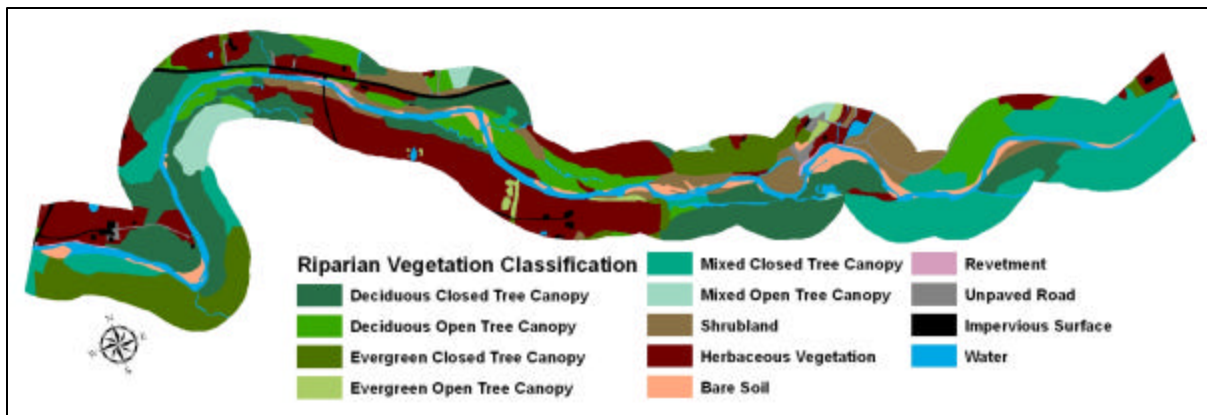 Riparian Vegetation Classification
Deciduous Closed Tree Canopy
Deciduous Open Tree Canopy
Evergreen Closed Tree Canopy
Evergreen Open Tree Canopy
Mixed Closed Tree Canopy
Mixed Open Tree Canopy
Shrubland
Herbaceous Vegetation
Bare Soil
Revetment
Unpaved Road
Impervious Surface
Water